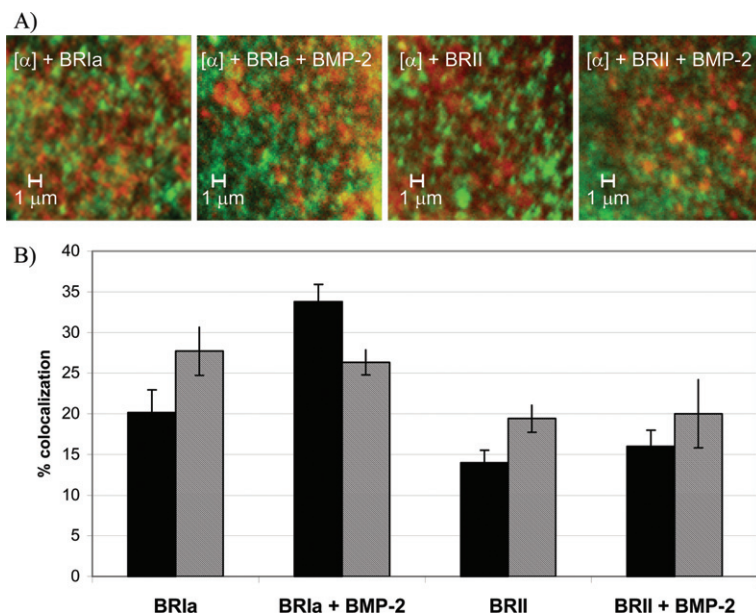 A)
[α] + BRIa
[α] + BRIa + BMP-2
[α] + BRII
[α] + BRII + BMP-2
1 μm
1 μm
1 μm
1 μm
B)
40
35
30
25
20
15
10
5
0
% colocalization
BRIa
BRIa + BMP-2
BRII
BRII + BMP-2